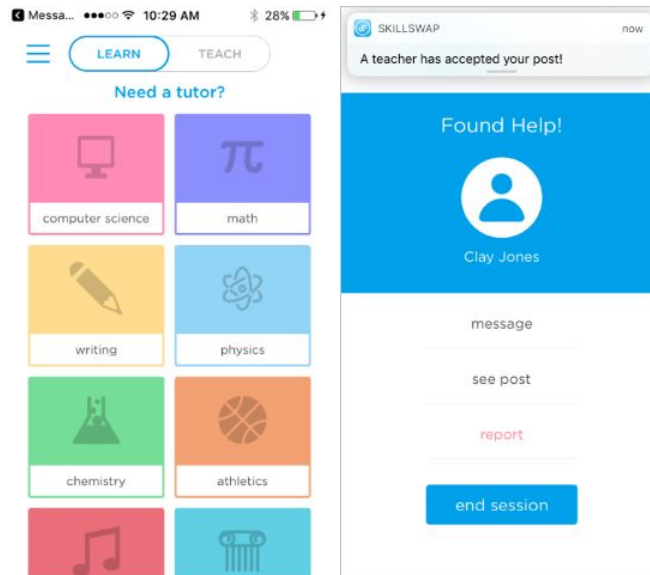 Messa... 10:29 AM 28%
LEARN TEACH
Need a tutor?
computer science math
writing physics
chemistry athletics
SKILLSWAP now
A teacher has accepted your post!
Found Help!
Clay Jones
message
see post
report
end session